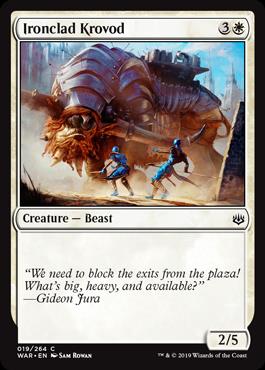 Ironclad Krovod 3
Creature — Beast
“We need to block the exits from the plaza!
What’s big, heavy, and available?”
—Gideon Jura
2/5
019/264 C
WAR • EN Sam Rowan ™ & © 2019 Wizards of the Coast